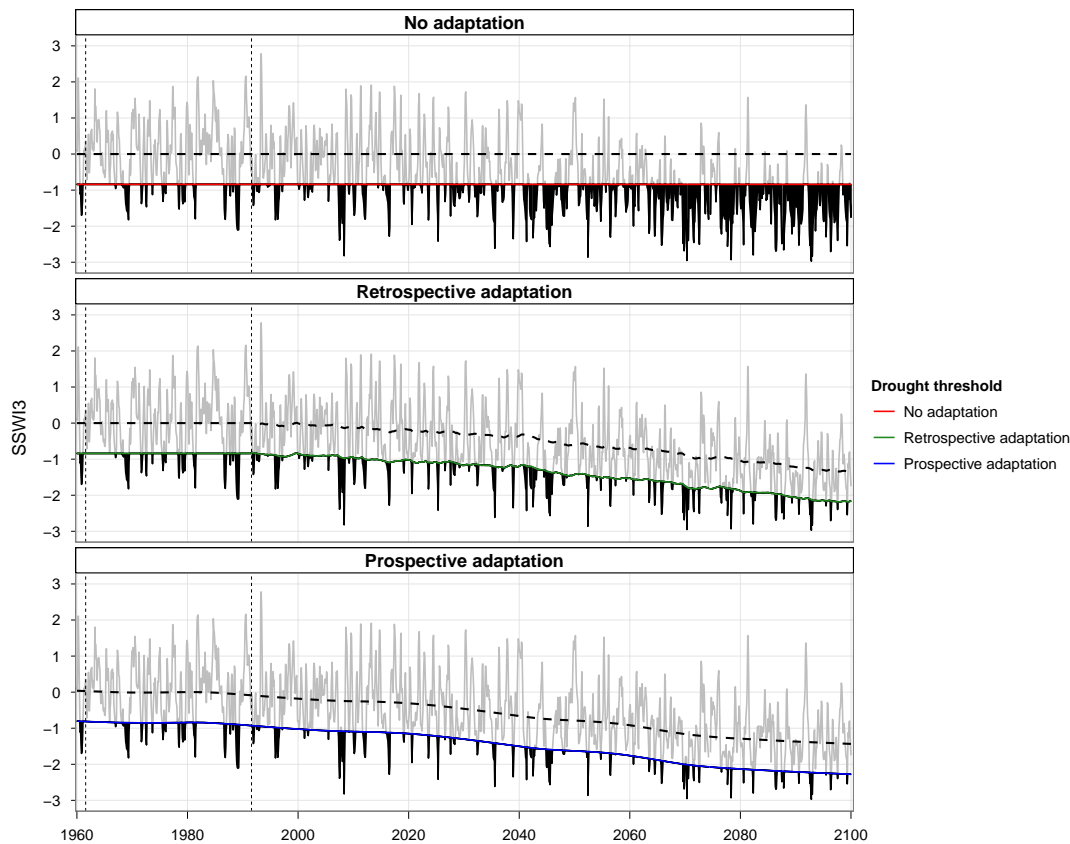 No adaptation
3
2
1
0
−1
−2
−3
Retrospective adaptation
3
2
1
0
−1
−2
−3
SSWI3
Prospective adaptation
3
2
1
0
−1
−2
−3
1960 1980 2000 2020 2040 2060 2080 2100
Drought threshold
No adaptation
Retrospective adaptation
Prospective adaptation